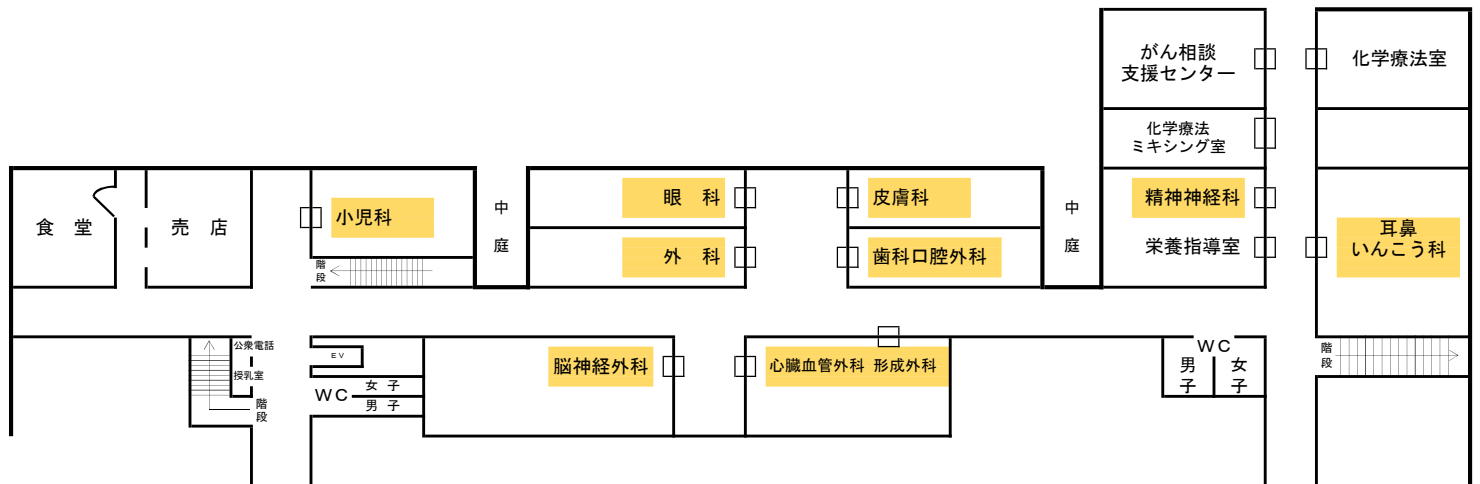 がん相談
支援センター
化学療法室
化学療法
ミキシング室
食堂
売店
小児科
階段
中庭
眼科
外科
皮膚科
歯科口腔外科
中庭
精神神経科
栄養指導室
耳鼻
いんこう科
公衆電話
授乳室
階段
EV
WC
女子
男子
脳神経外科
心臓血管外科 形成外科
WC
男子
女子
階段